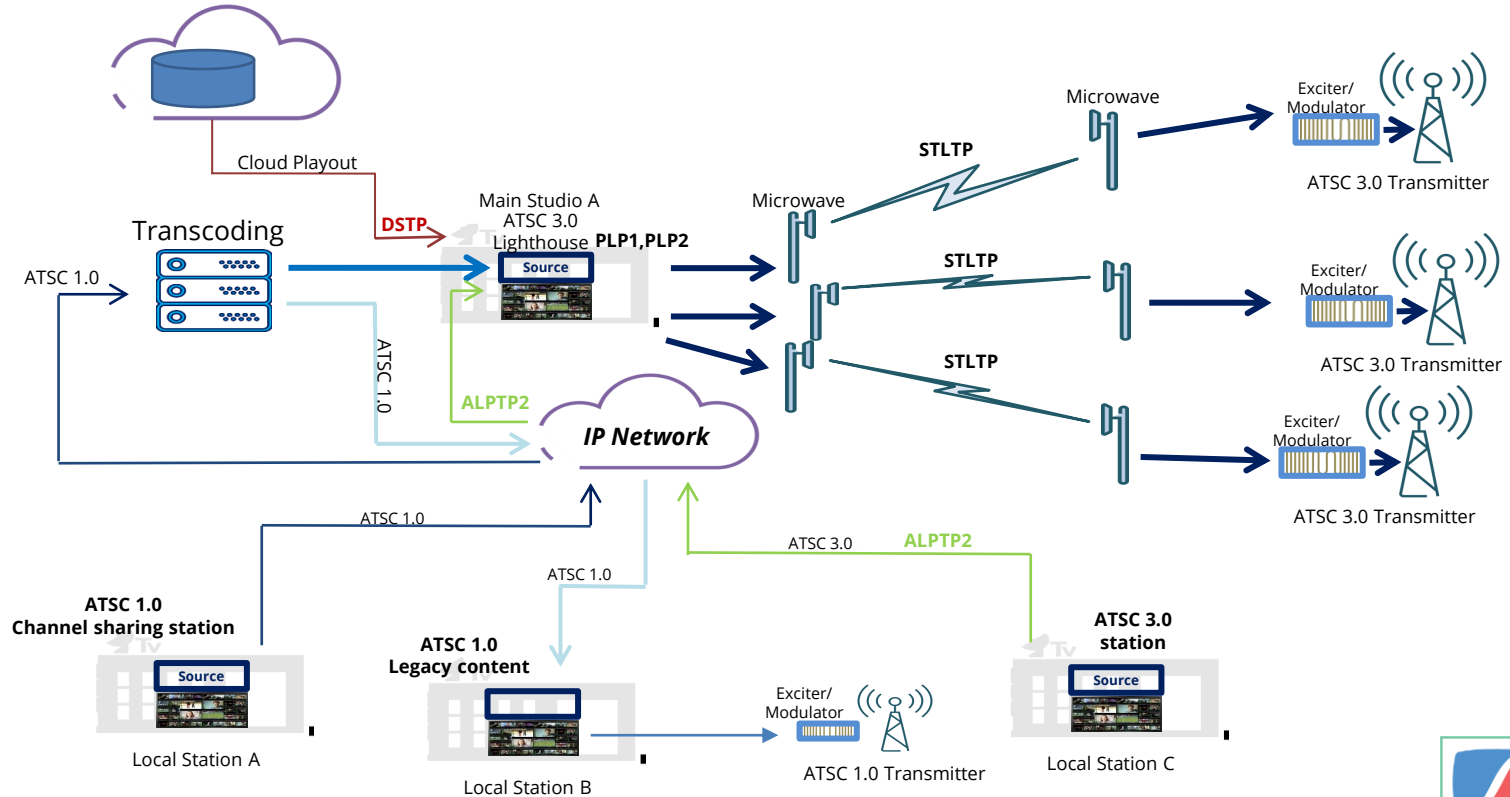 Cloud Playout
DSTP
Transcoding
ATSC 1.0
ATSC 1.0
Main Studio A
ATSC 3.0
Lighthouse
PLP1,PLP2
Source
ALPTP2
IP Network
Microwave
Microwave
STLTP
STLTP
STLTP
Exciter/
Modulator
ATSC 3.0 Transmitter
Exciter/
Modulator
ATSC 3.0 Transmitter
Exciter/
Modulator
ATSC 3.0 Transmitter
ATSC 1.0
ATSC 1.0
ATSC 3.0
ALPTP2
ATSC 1.0
Channel sharing station
Tv
Source
Local Station A
ATSC 1.0
Legacy content
Local Station B
Exciter/
Modulator
ATSC 1.0 Transmitter
ATSC 3.0
station
Tv
Source
Local Station C